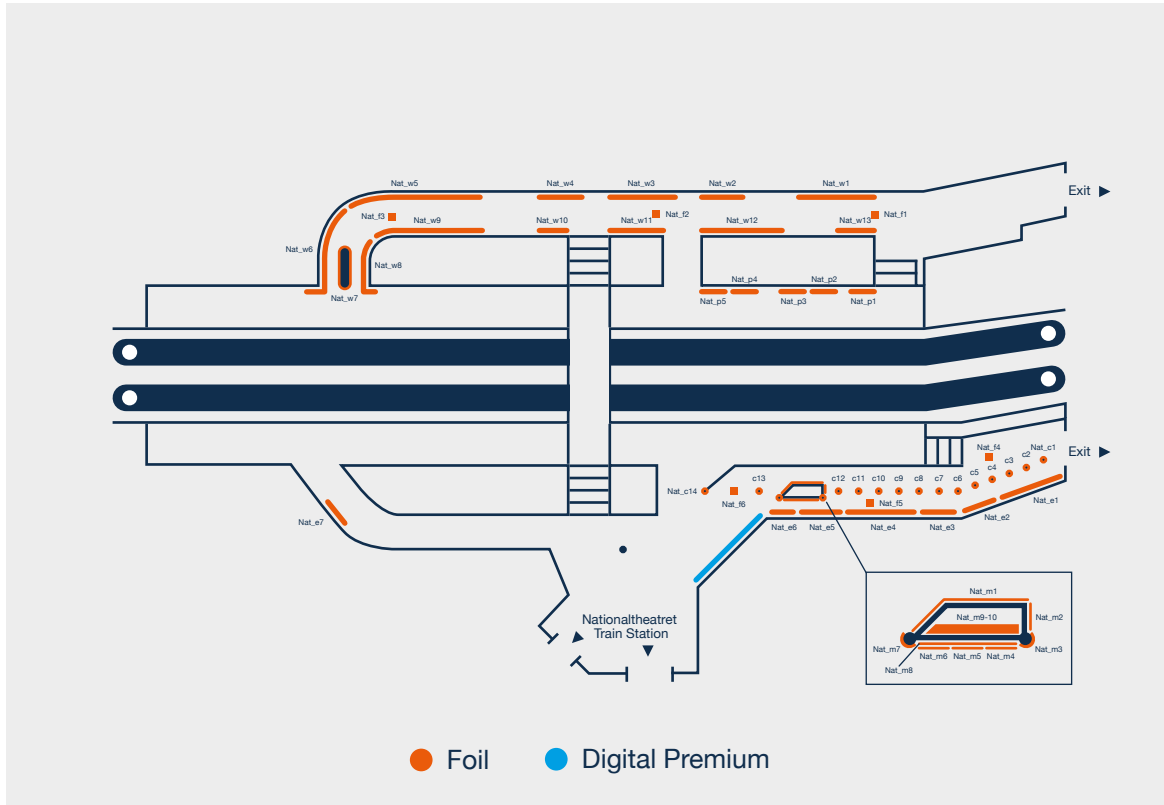 Nat_w5
Nat_w4
Nat_w3
Nat_w2
Nat_w1
Exit
Nat_f3
Nat_w9
Nat_w10
Nat_w11
Nat_f2
Nat_w12
Nat_w13
Nat_f1
Nat_w6
Nat_w8
Nat_w7
Nat_p4
Nat_p2
Nat_p5
Nat_p3
Nat_p1
Nat_f4
Nat_c1
c3
c2
c4
c5
Exit
Nat_c14
c13
c12
c11
c10
c9
c8
c7
c6
Nat_f6
Nat_f5
Nat_e7
Nat_e6
Nat_e5
Nat_e4
Nat_e3
Nat_e2
Nat_e1
Nationaltheatret
Train Station
Nat_m1
Nat_m9-10
Nat_m2
Nat_m7
Nat_m6
Nat_m5
Nat_m4
Nat_m3
Nat_m8
Foil
Digital Premium